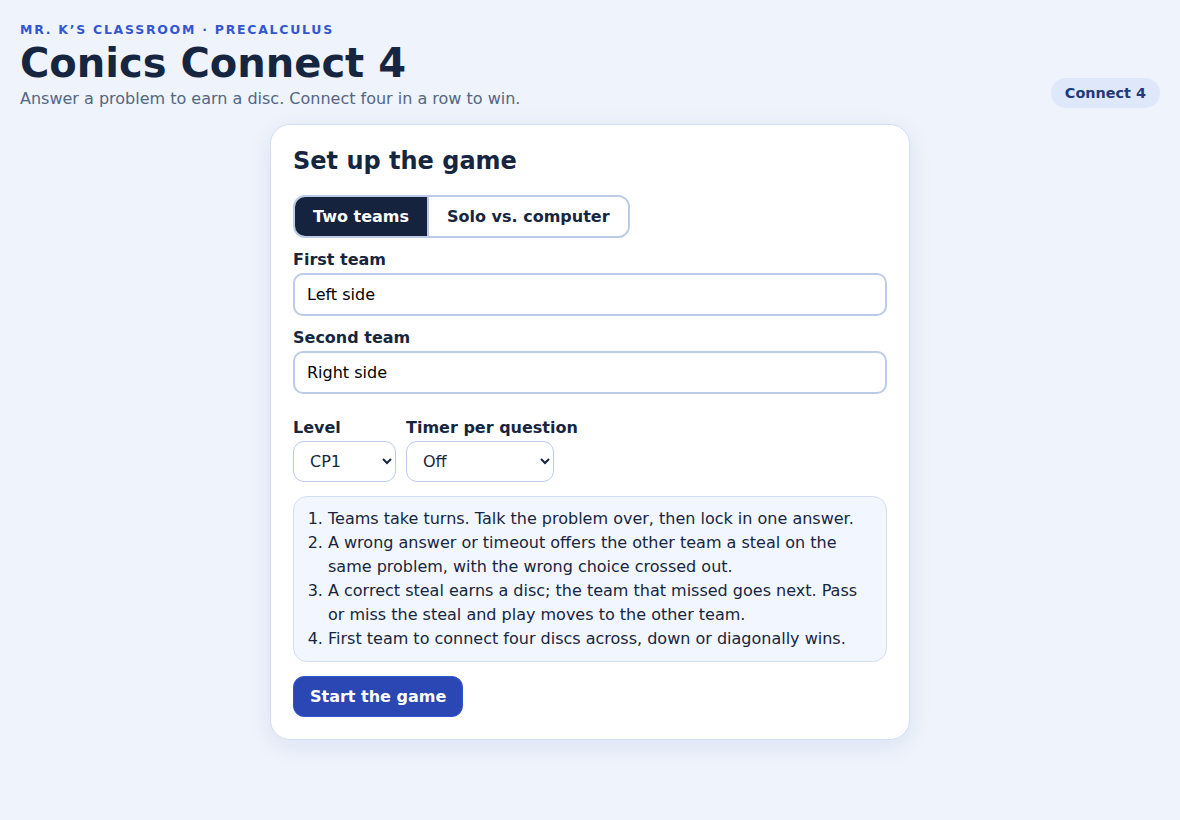 MR. K’S CLASSROOM · PRECALCULUS
Conics Connect 4
Answer a problem to earn a disc. Connect four in a row to win.
Connect 4
Set up the game
Two teams
Solo vs. computer
First team
Left side
Second team
Right side
Level
Timer per question
CP1
Off
1. Teams take turns. Talk the problem over, then lock in one answer.
2. A wrong answer or timeout offers the other team a steal on the
same problem, with the wrong choice crossed out.
3. A correct steal earns a disc; the team that missed goes next. Pass
or miss the steal and play moves to the other team.
4. First team to connect four discs across, down or diagonally wins.
Start the game